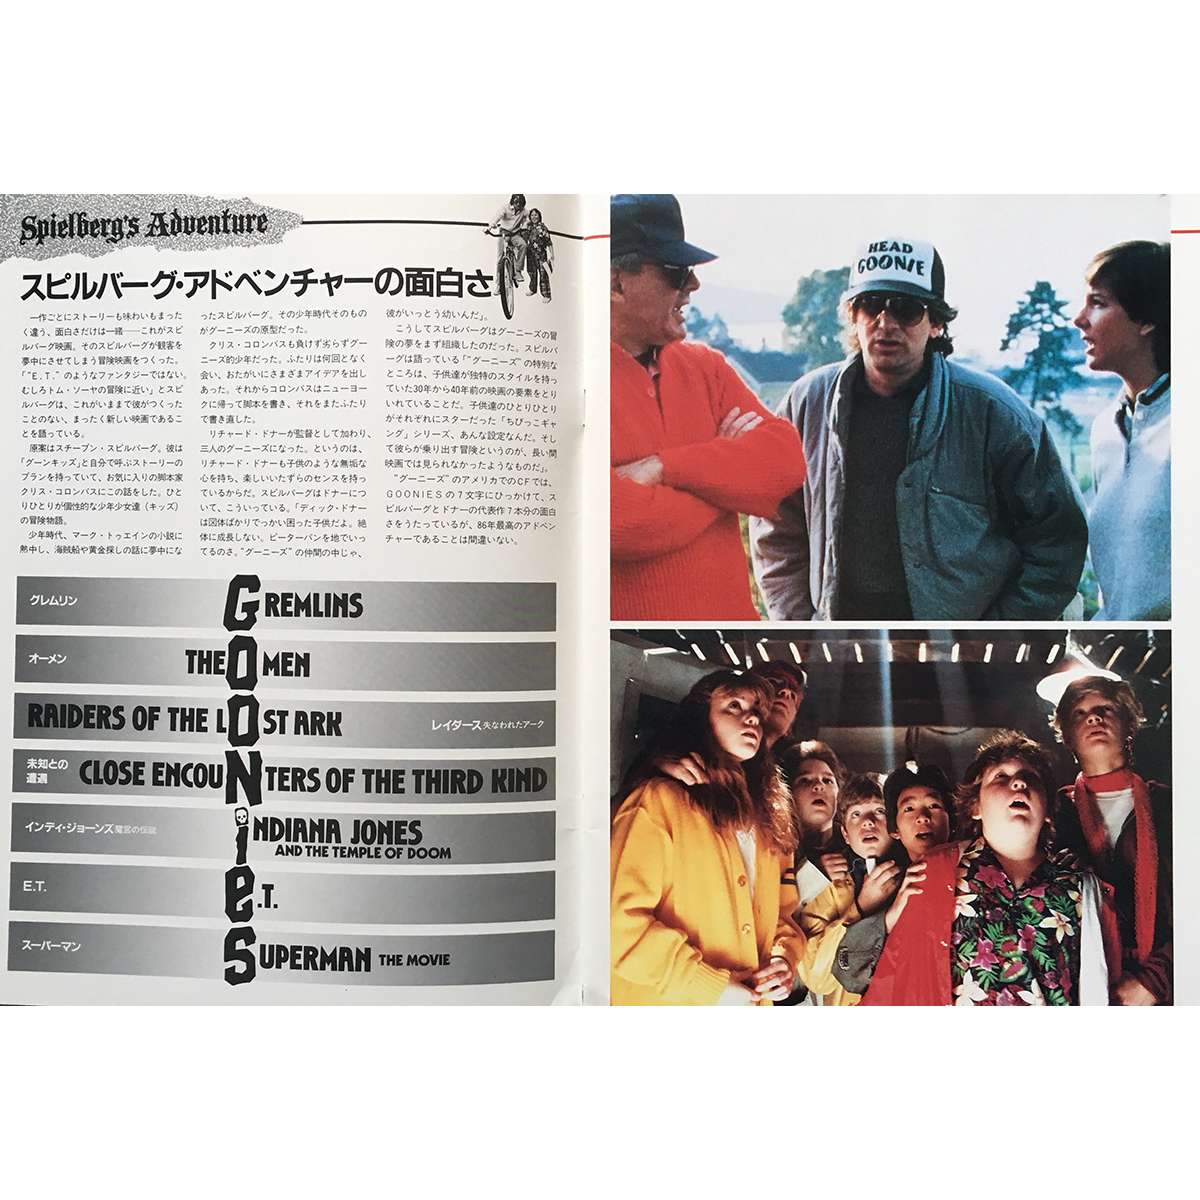 Spielberg's Adventure
スピルバーグ・アドベンチャーの面白さ
一作ごとにストーリーも味わいもまった
く違う、面白さだけは一緒——これがスピ
ルバーグ映画。そのスピルバーグが観客を
夢中にさせてしまう冒険映画をつくった。
「"E.T."のようなファンタジーではない。
むしろトム・ソーヤの冒険に近い」とスピ
ルバーグは、これがいままで彼がつくった
ことのない、まったく新しい映画であるこ
とを語っている。
原案はスチーブン・スピルバーグ。彼は
「グーンキッズ」と自分で呼ぶストーリーの
プランを持っていて、お気に入りの脚本家
クリス・コロンバスにこの話をした。ひと
りひとりが個性的な少年少女達（キッズ）
の冒険物語。
少年時代、マーク・トゥエインの小説に
熱中し、海賊船や黄金探しの話に夢中にな
ったスピルバーグ。その少年時代そのもの
がグーニーズの原型だった。
クリス・コロンバスも負けず劣らずグー
ニーズ的少年だった。ふたりは何回となく
会い、おたがいにさまざまアイデアを出し
あった。それからコロンバスはニューヨー
クに帰って脚本を書き、それをまたふたり
で書き直した。
リチャード・ドナーが監督として加わり、
三人のグーニーズになった。というのは、
リチャード・ドナーも子供のような無垢な
心を持ち、楽しいいたずらのセンスを持っ
ているからだ。スピルバーグはドナーにつ
いて、こういっている。「ディック・ドナー
は図体ばかりでっかい困った子供だよ。絶
体に成長しない、ピーターパンを地でいっ
てるのさ。"グーニーズ"の仲間の中じゃ、
彼がいっとう幼いんだ」。
こうしてスピルバーグはグーニーズの冒
険の夢をまず組織したのだった。スピルバ
ーグは語っている「"グーニーズ"の特別な
ところは、子供達が独特のスタイルを持っ
ていた30年から40年前の映画の要素をとり
いれていることだ。子供達のひとりひとり
がそれぞれにスターだった「ちびっこギャ
ング」シリーズ、あんな設定なんだ。そし
て彼らが乗り出す冒険というのが、長い間
映画では見られなかったようなものだ」。
"グーニーズ"のアメリカでのCFでは、
GOONIESの7文字にひっかけて、ス
ピルバーグとドナーの代表作7本分の面白
さをうたっているが、86年最高のアドベン
チャーであることは間違いない。
グレムリン GREMLINS
オーメン THE OMEN
RAIDERS OF THE LOST ARK レイダース 失なわれたアーク
未知との
遭遇 CLOSE ENCOUNTERS OF THE THIRD KIND
インディ・ジョーンズ 魔宮の伝説 iNDIANA JONES
AND THE TEMPLE OF DOOM
E.T. e.T.
スーパーマン SUPERMAN THE MOVIE
HEAD
GOONIE